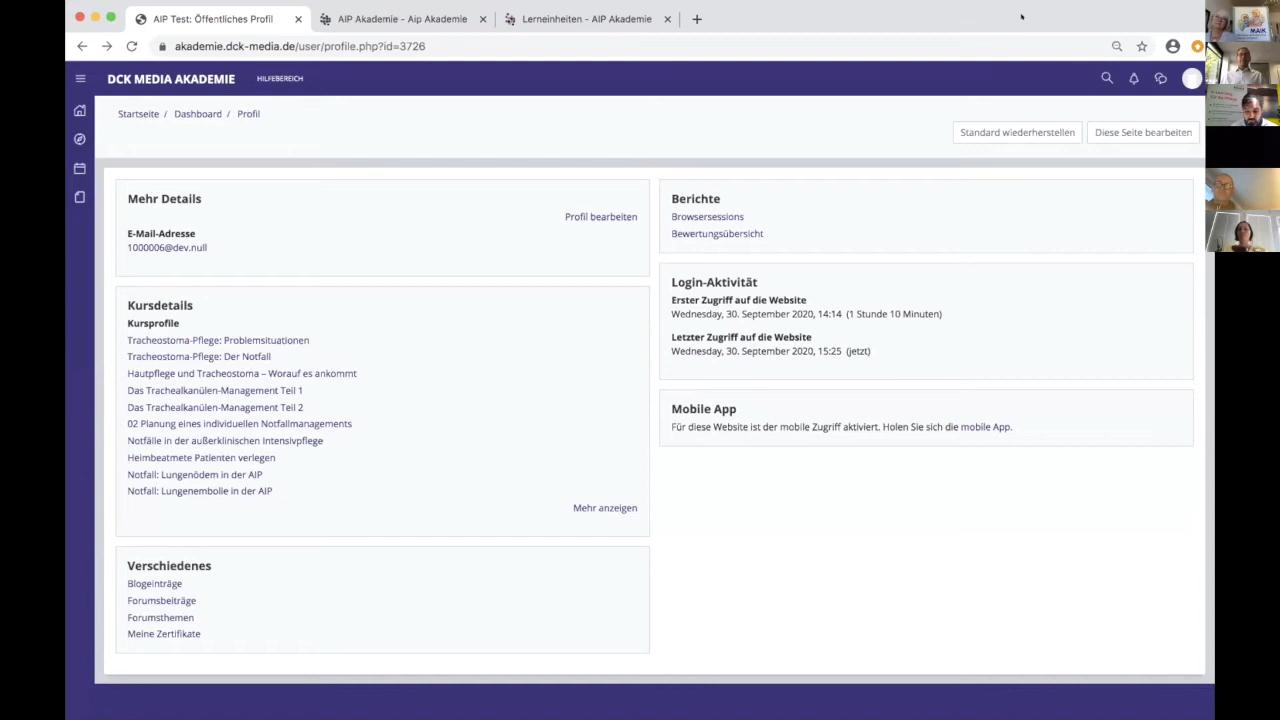 AIP Test: Öffentliches Profil
AIP Akademie - Aip Akademie
Lerneinheiten - AIP Akademie
akademie.dck-media.de/user/profile.php?id=3726
DCK MEDIA AKADEMIE
HILFEBEREICH
Startseite / Dashboard / Profil
Standard wiederherstellen
Diese Seite bearbeiten
Mehr Details
Profil bearbeiten
E-Mail-Adresse
1000006@dev.null
Kursdetails
Kursprofile
Tracheostoma-Pflege: Problemsituationen
Tracheostoma-Pflege: Der Notfall
Hautpflege und Tracheostoma – Worauf es ankommt
Das Trachealkanülen-Management Teil 1
Das Trachealkanülen-Management Teil 2
02 Planung eines individuellen Notfallmanagements
Notfälle in der außerklinischen Intensivpflege
Heimbeatmete Patienten verlegen
Notfall: Lungenödem in der AIP
Notfall: Lungenembolie in der AIP
Mehr anzeigen
Verschiedenes
Blogeinträge
Forumsbeiträge
Forumsthemen
Meine Zertifikate
Berichte
Browsersessions
Bewertungsübersicht
Login-Aktivität
Erster Zugriff auf die Website
Wednesday, 30. September 2020, 14:14 (1 Stunde 10 Minuten)
Letzter Zugriff auf die Website
Wednesday, 30. September 2020, 15:25 (jetzt)
Mobile App
Für diese Website ist der mobile Zugriff aktiviert. Holen Sie sich die mobile App.
MAIK